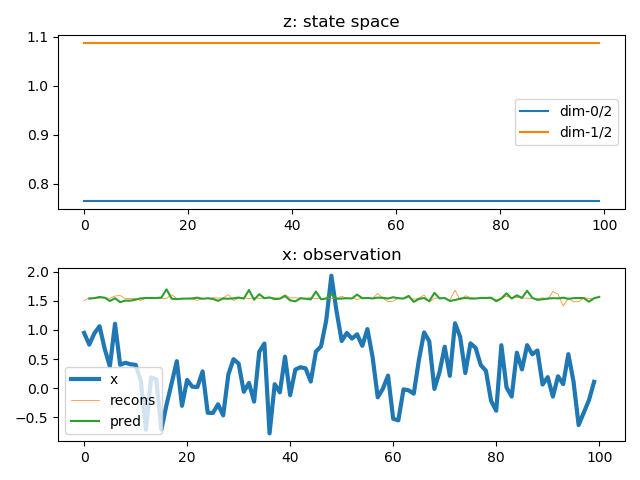 z: state space
1.1
1.0
0.9
0.8
dim-0/2
dim-1/2
0 20 40 60 80 100
x: observation
2.0
1.5
1.0
0.5
0.0
−0.5
x
recons
pred
0 20 40 60 80 100